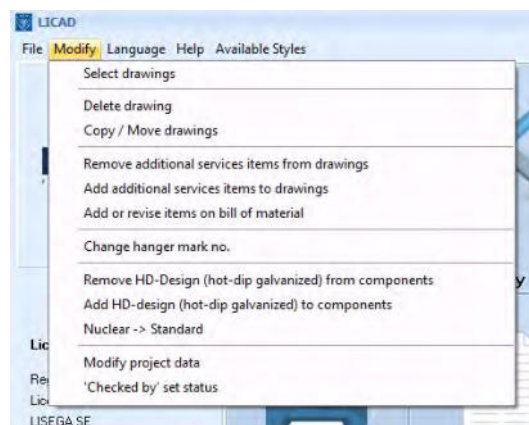 LICAD
File Modify Language Help Available Styles
Select drawings
Delete drawing
Copy / Move drawings
Remove additional services items from drawings
Add additional services items to drawings
Add or revise items on bill of material
Change hanger mark no.
Remove HD-Design (hot-dip galvanized) from components
Add HD-design (hot-dip galvanized) to components
Nuclear -> Standard
Modify project data
'Checked by' set status
LISEGA SE